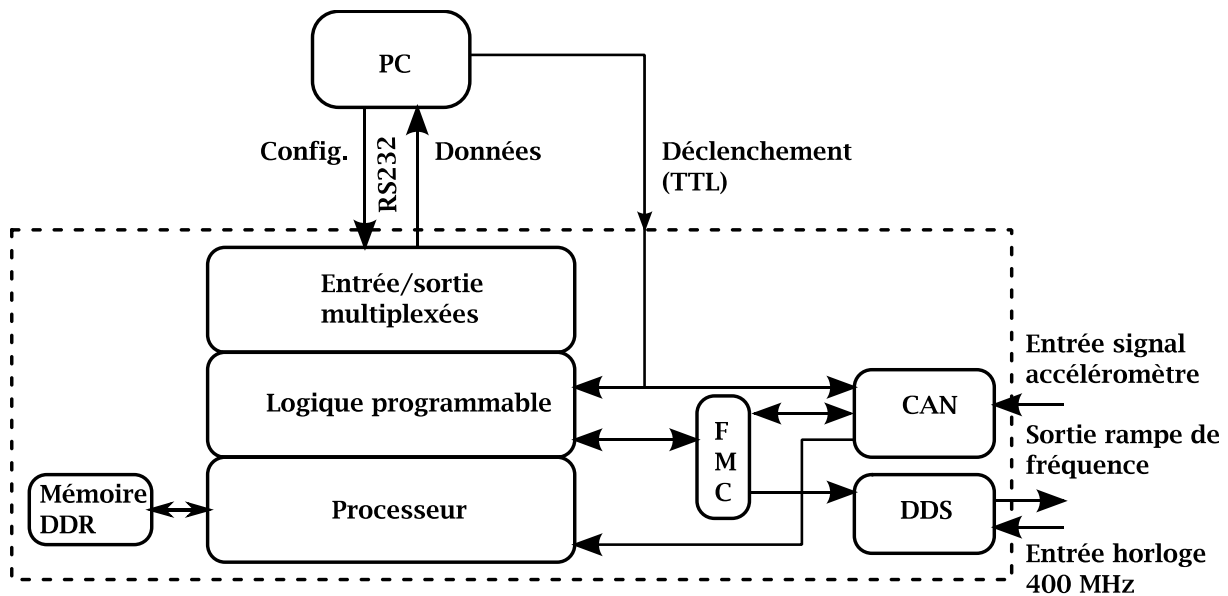 PC
Config.
RS232
Données
Déclenchement
(TTL)
Entrée/sortie
multiplexées
Logique programmable
Processeur
Mémoire
DDR
F
M
C
CAN
DDS
Entrée signal
accéléromètre
Sortie rampe de
fréquence
Entrée horloge
400 MHz